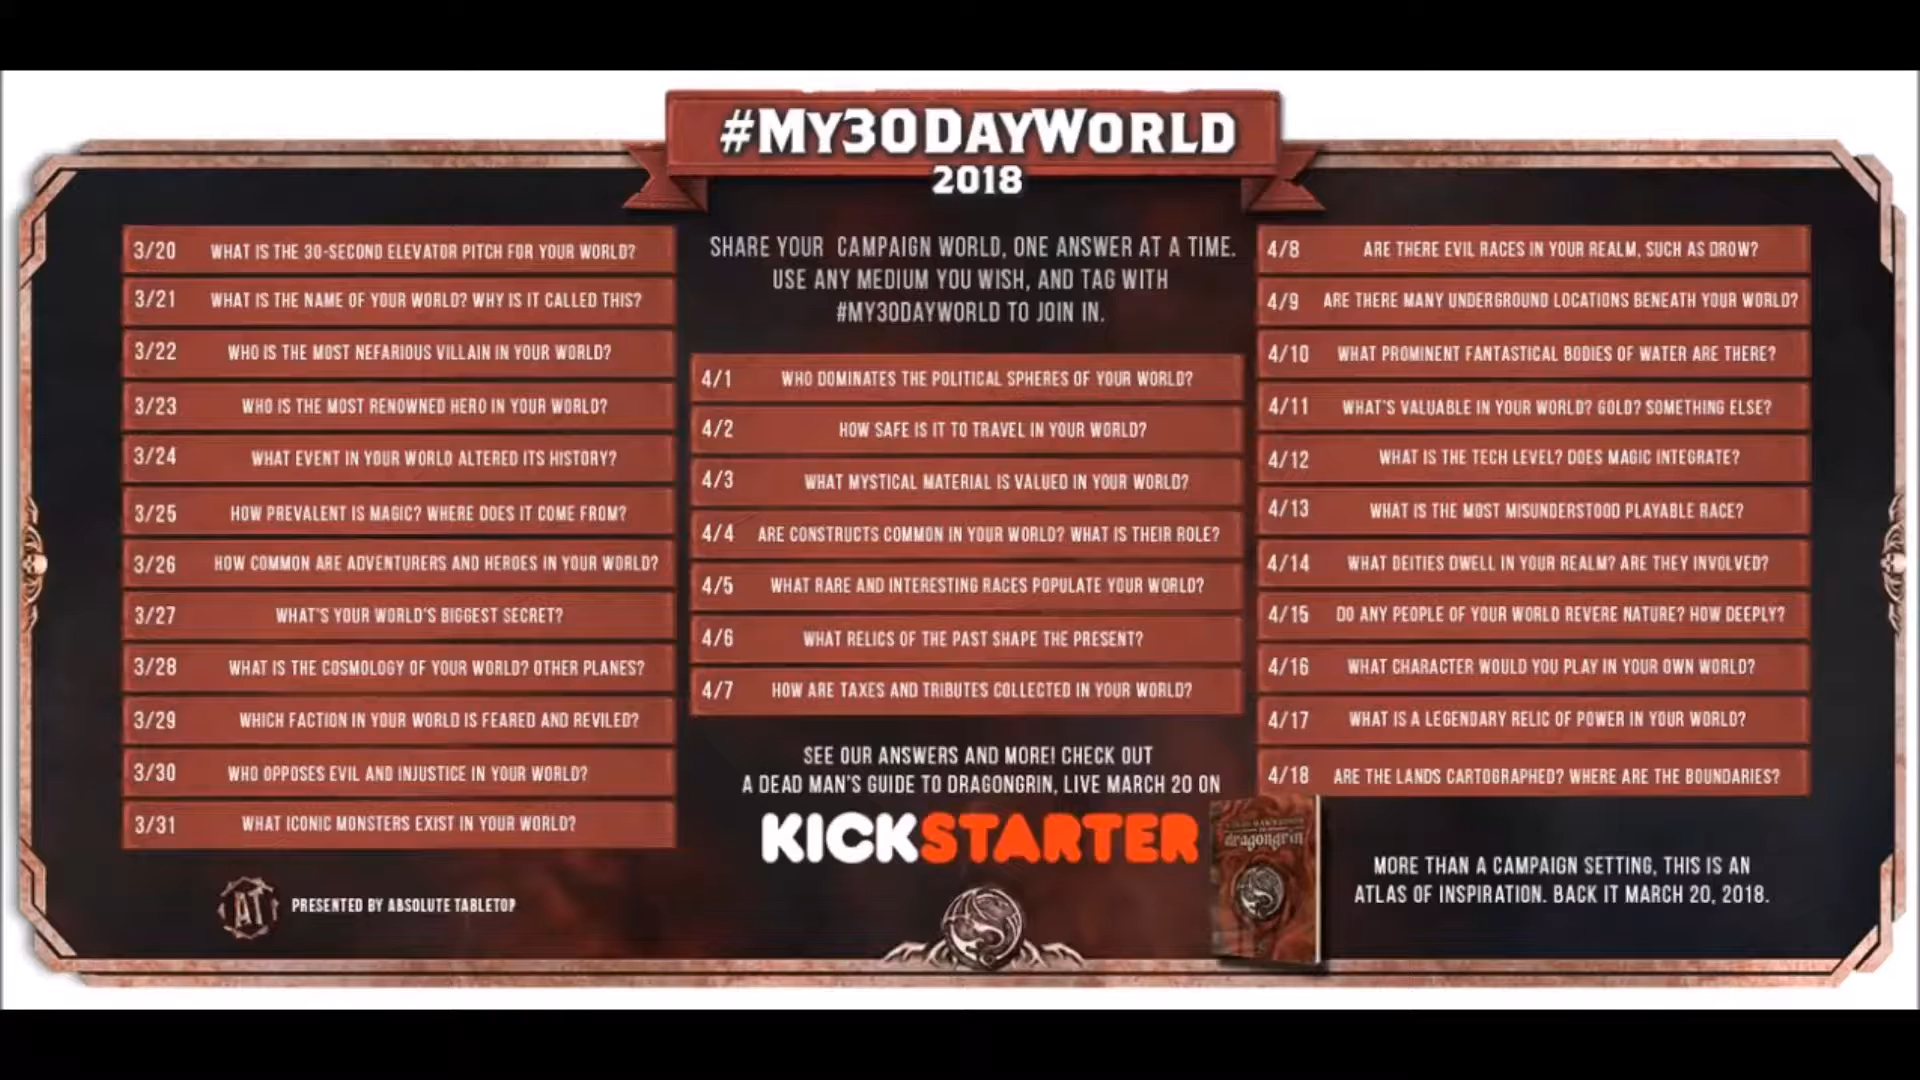 #MY30DAYWORLD
2018
3/20 WHAT IS THE 30-SECOND ELEVATOR PITCH FOR YOUR WORLD?
3/21 WHAT IS THE NAME OF YOUR WORLD? WHY IS IT CALLED THIS?
3/22 WHO IS THE MOST NEFARIOUS VILLAIN IN YOUR WORLD?
3/23 WHO IS THE MOST RENOWNED HERO IN YOUR WORLD?
3/24 WHAT EVENT IN YOUR WORLD ALTERED ITS HISTORY?
3/25 HOW PREVALENT IS MAGIC? WHERE DOES IT COME FROM?
3/26 HOW COMMON ARE ADVENTURERS AND HEROES IN YOUR WORLD?
3/27 WHAT'S YOUR WORLD'S BIGGEST SECRET?
3/28 WHAT IS THE COSMOLOGY OF YOUR WORLD? OTHER PLANES?
3/29 WHICH FACTION IN YOUR WORLD IS FEARED AND REVILED?
3/30 WHO OPPOSES EVIL AND INJUSTICE IN YOUR WORLD?
3/31 WHAT ICONIC MONSTERS EXIST IN YOUR WORLD?
AT PRESENTED BY ABSOLUTE TABLETOP
SHARE YOUR CAMPAIGN WORLD, ONE ANSWER AT A TIME.
USE ANY MEDIUM YOU WISH, AND TAG WITH
#MY30DAYWORLD TO JOIN IN.
4/1 WHO DOMINATES THE POLITICAL SPHERES OF YOUR WORLD?
4/2 HOW SAFE IS IT TO TRAVEL IN YOUR WORLD?
4/3 WHAT MYSTICAL MATERIAL IS VALUED IN YOUR WORLD?
4/4 ARE CONSTRUCTS COMMON IN YOUR WORLD? WHAT IS THEIR ROLE?
4/5 WHAT RARE AND INTERESTING RACES POPULATE YOUR WORLD?
4/6 WHAT RELICS OF THE PAST SHAPE THE PRESENT?
4/7 HOW ARE TAXES AND TRIBUTES COLLECTED IN YOUR WORLD?
SEE OUR ANSWERS AND MORE! CHECK OUT
A DEAD MAN'S GUIDE TO DRAGONGRIN, LIVE MARCH 20 ON
KICKSTARTER
4/8 ARE THERE EVIL RACES IN YOUR REALM, SUCH AS DROW?
4/9 ARE THERE MANY UNDERGROUND LOCATIONS BENEATH YOUR WORLD?
4/10 WHAT PROMINENT FANTASTICAL BODIES OF WATER ARE THERE?
4/11 WHAT'S VALUABLE IN YOUR WORLD? GOLD? SOMETHING ELSE?
4/12 WHAT IS THE TECH LEVEL? DOES MAGIC INTEGRATE?
4/13 WHAT IS THE MOST MISUNDERSTOOD PLAYABLE RACE?
4/14 WHAT DEITIES DWELL IN YOUR REALM? ARE THEY INVOLVED?
4/15 DO ANY PEOPLE OF YOUR WORLD REVERE NATURE? HOW DEEPLY?
4/16 WHAT CHARACTER WOULD YOU PLAY IN YOUR OWN WORLD?
4/17 WHAT IS A LEGENDARY RELIC OF POWER IN YOUR WORLD?
4/18 ARE THE LANDS CARTOGRAPHED? WHERE ARE THE BOUNDARIES?
dragongrin
MORE THAN A CAMPAIGN SETTING, THIS IS AN
ATLAS OF INSPIRATION. BACK IT MARCH 20, 2018.